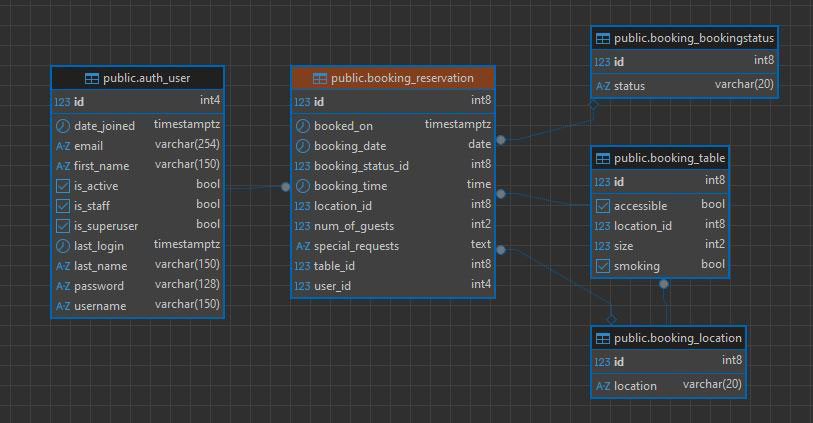 public.auth_user
123 id int4
date_joined timestamptz
A-Z email varchar(254)
A-Z first_name varchar(150)
is_active bool
is_staff bool
is_superuser bool
last_login timestamptz
A-Z last_name varchar(150)
A-Z password varchar(128)
A-Z username varchar(150)
public.booking_reservation
123 id int8
booked_on timestamptz
booking_date date
123 booking_status_id int8
booking_time time
123 location_id int8
123 num_of_guests int2
A-Z special_requests text
123 table_id int8
123 user_id int4
public.booking_bookingstatus
123 id int8
A-Z status varchar(20)
public.booking_table
123 id int8
accessible bool
123 location_id int8
123 size int2
smoking bool
public.booking_location
123 id int8
A-Z location varchar(20)